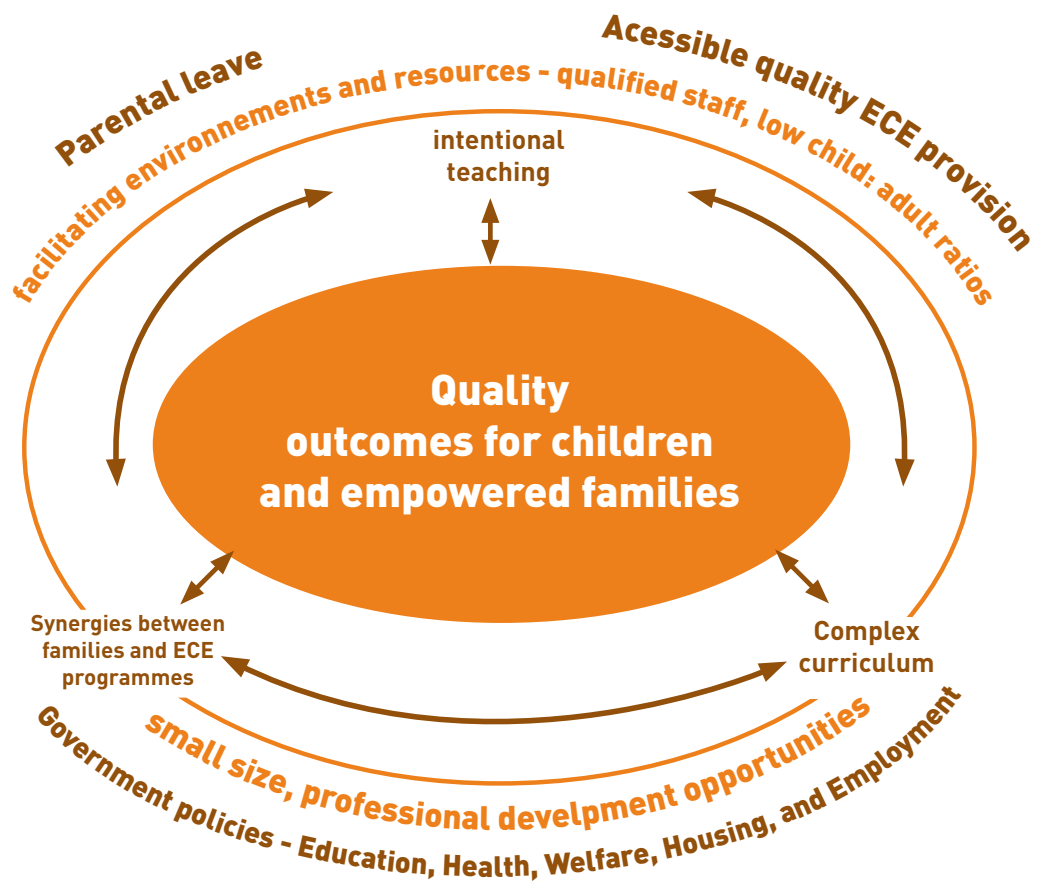 Parental leave
Acessible quality ECE provision
facilitating environnements and resources - qualified staff, low child: adult ratios
intentional
teaching
Quality
outcomes for children
and empowered families
Synergies between
families and ECE
programmes
Complex
curriculum
small size, professional develpment opportunities
Government policies - Education, Health, Welfare, Housing, and Employment